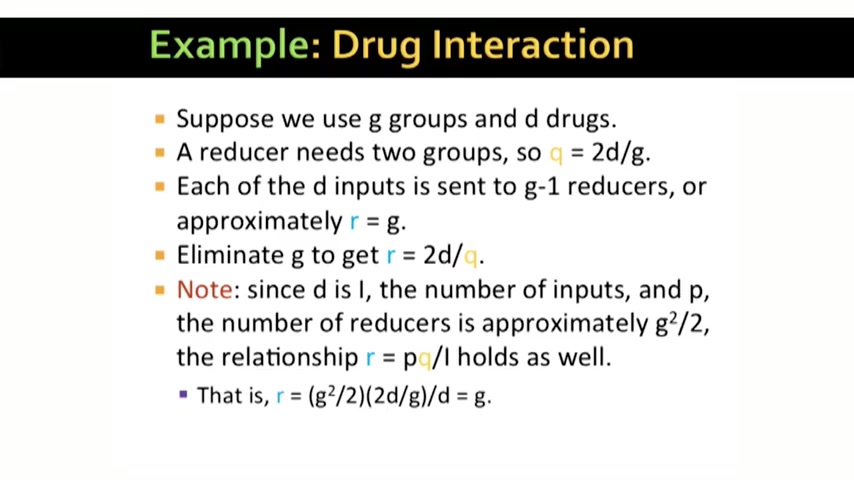 Example: Drug Interaction
Suppose we use g groups and d drugs.
A reducer needs two groups, so q = 2d/g.
Each of the d inputs is sent to g-1 reducers, or
approximately r = g.
Eliminate g to get r = 2d/q.
Note: since d is I, the number of inputs, and p,
the number of reducers is approximately g²/2,
the relationship r = pq/I holds as well.
That is, r = (g²/2)(2d/g)/d = g.